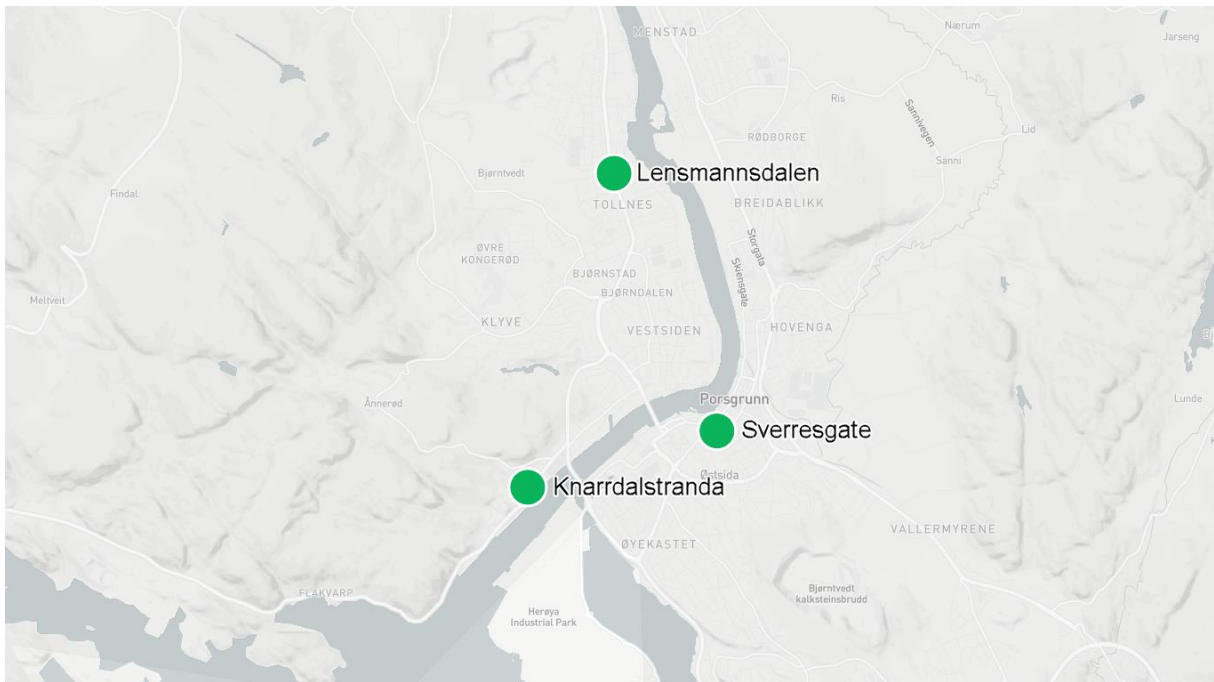 Nærum
MENSTAD
Jarseng
Ris
Sannivegen
Lid
RØDBORGE
Sanni
Bjørntvedt
Lensmannsdalen
Findal
TOLLNES
BREIDABLIKK
Storgata
ØVRE
KONGERØD
Skiensgate
BJØRNSTAD
BJØRNDALEN
Meltveit
KLYVE
VESTSIDEN
HOVENGA
Ånnerød
Porsgrunn
Lunde
Sverresgate
Østsida
Knarrdalstranda
VALLERMYRENE
ØYEKASTET
FLAKVARP
Bjørntvedt
kalksteinsbrudd
Herøya
Industrial Park